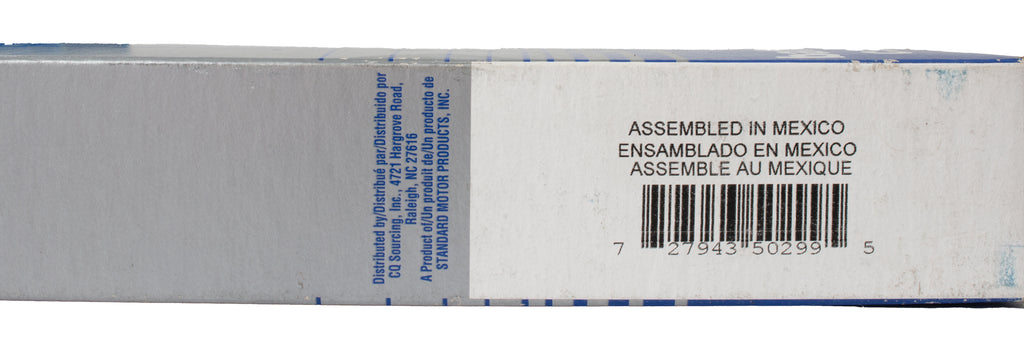 Distributed by/Distribué par/Distribuido por
CQ Sourcing, Inc., 4721 Hargrove Road,
Raleigh, NC 27616
A Product of/Un produit de/Un producto de
STANDARD MOTOR PRODUCTS, INC.
ASSEMBLED IN MEXICO
ENSAMBLADO EN MEXICO
ASSEMBLE AU MEXIQUE
7 27943 50299 5